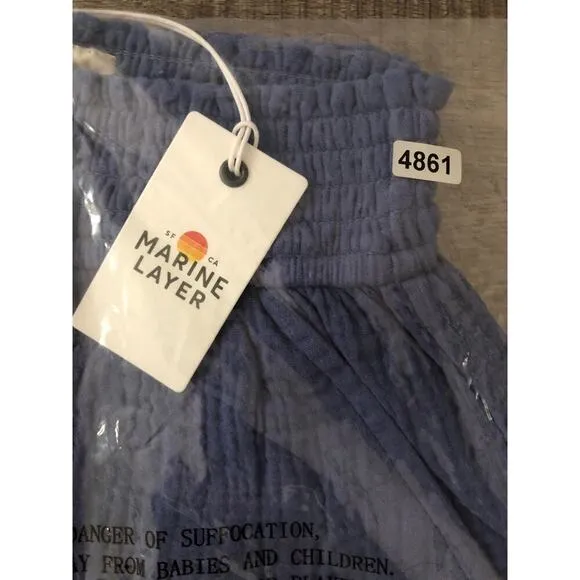 4861
SF CA
MARINE
LAYER
DANGER OF SUFFOCATION,
AY FROM BABIES AND CHILDREN.